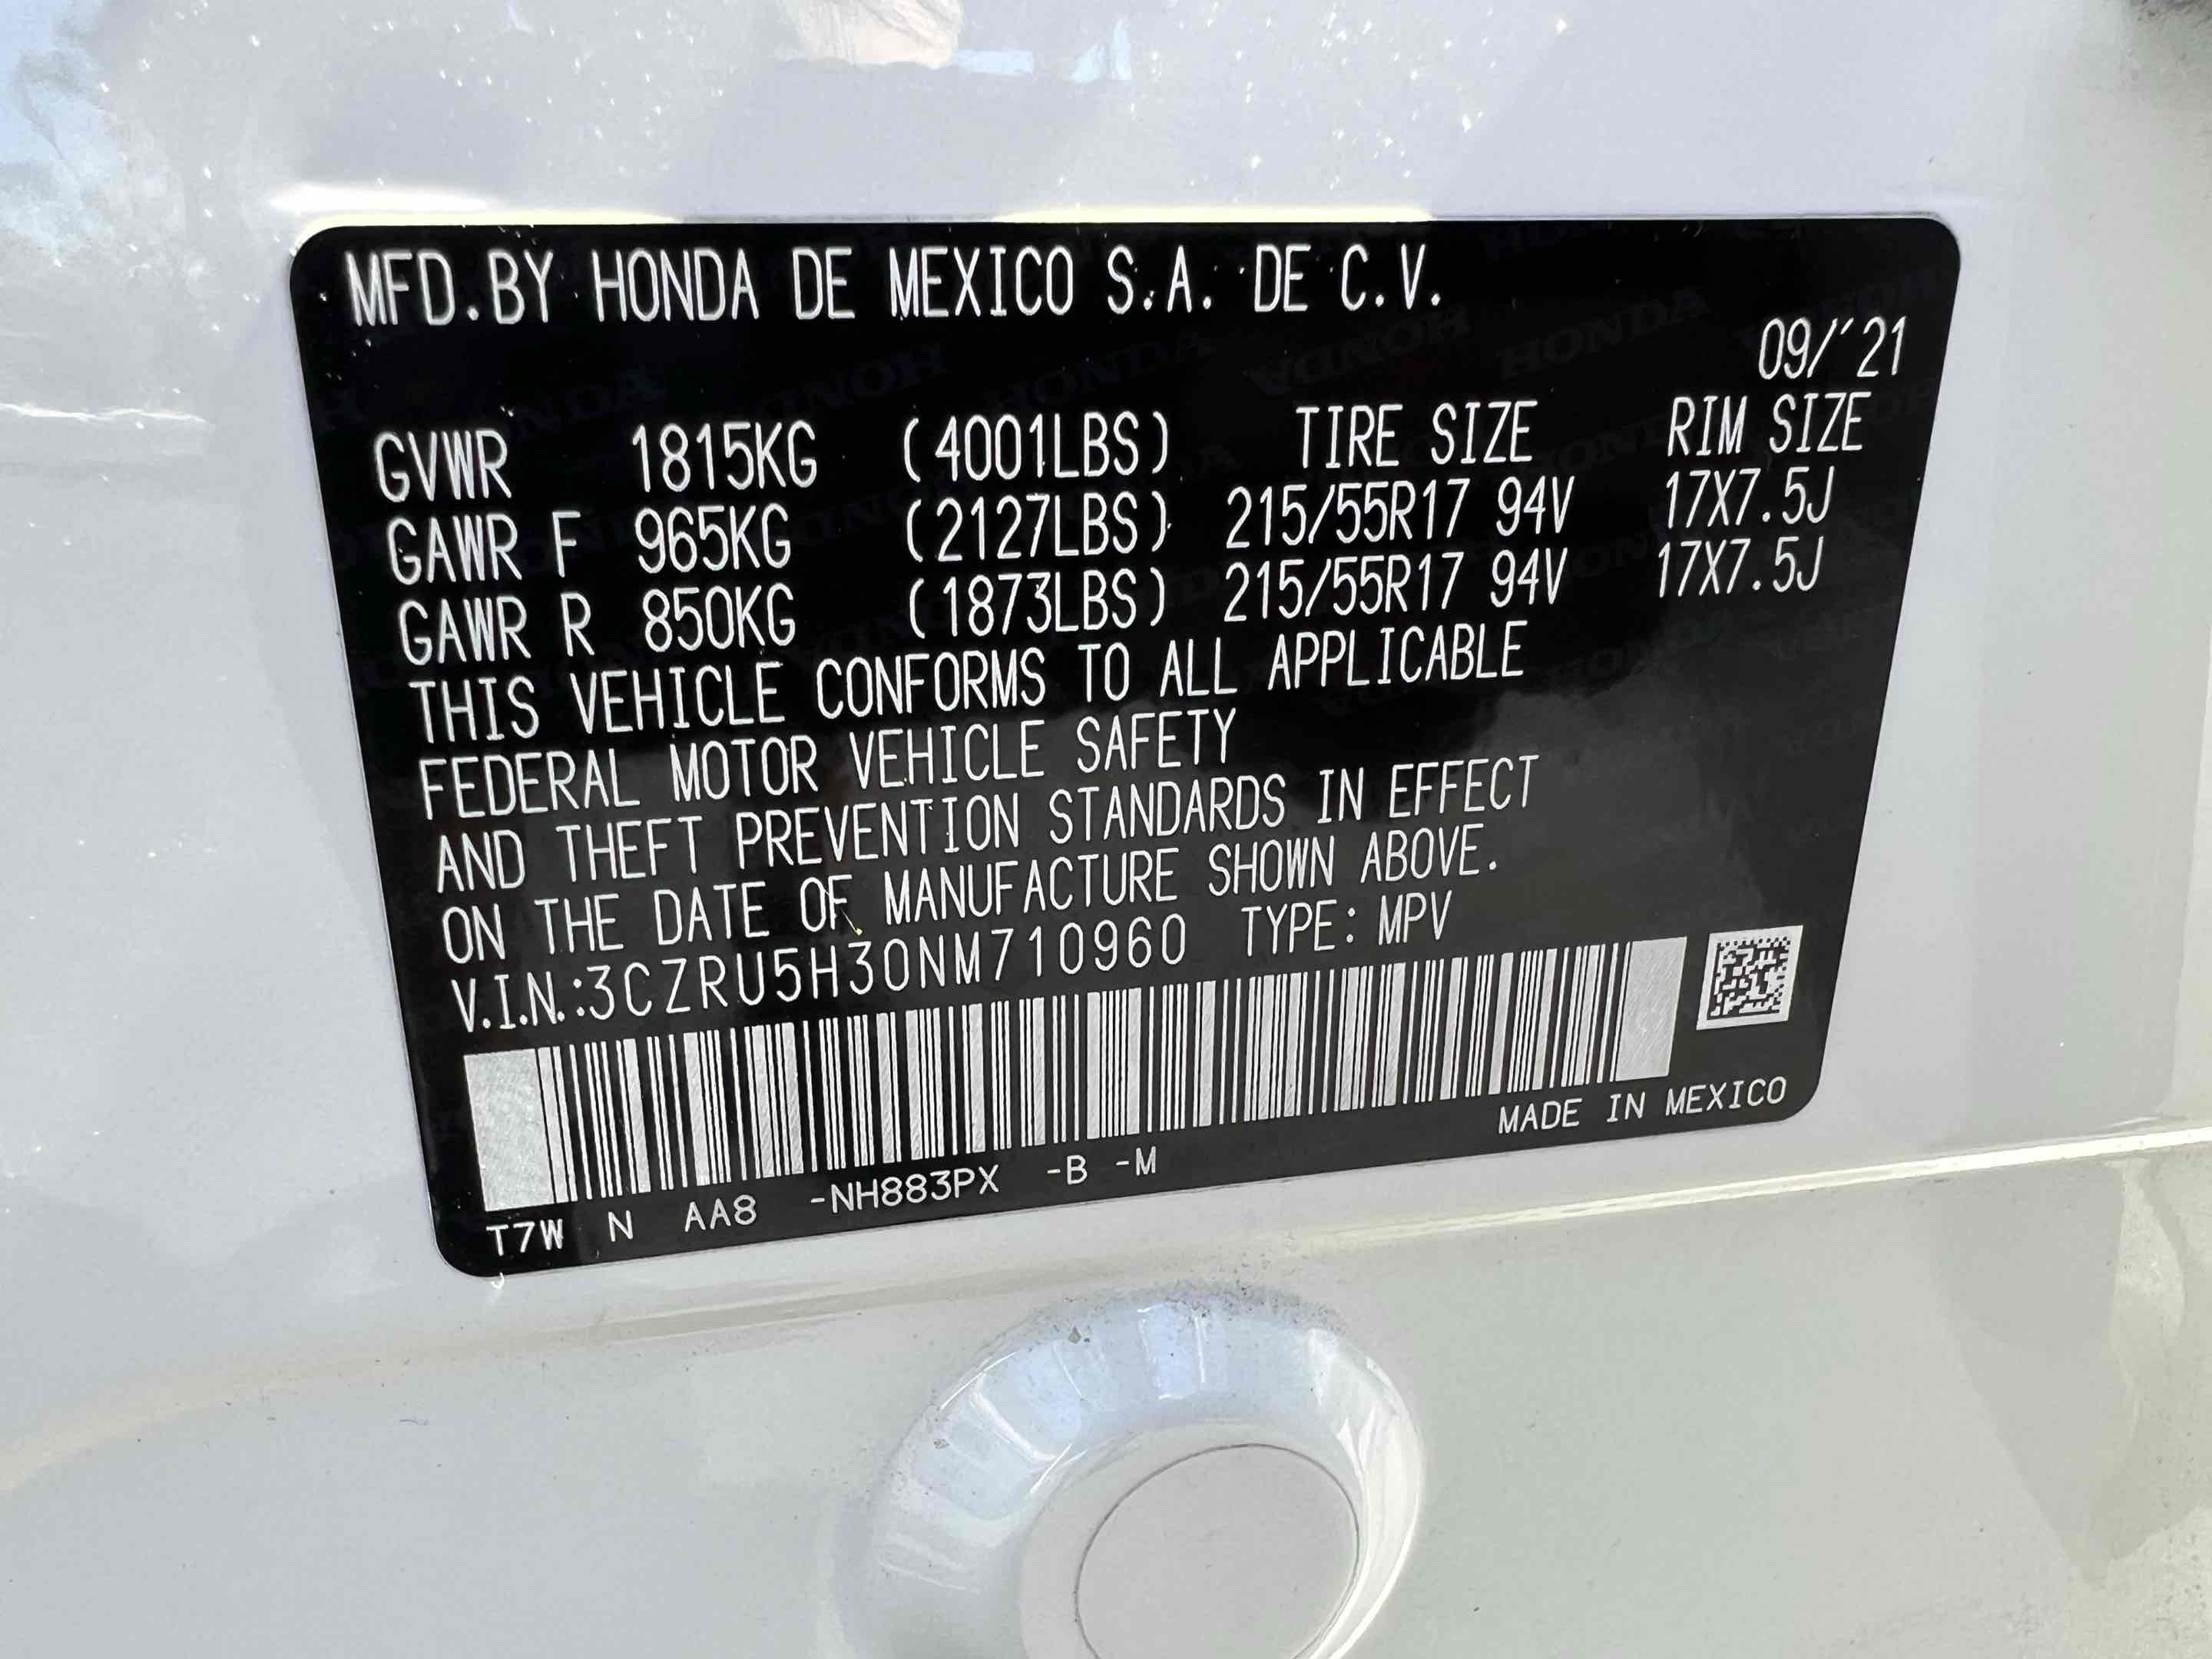 MFD.BY HONDA DE MEXICO S.A. DE C.V.
09/'21
GVWR 1815KG (4001LBS) TIRE SIZE RIM SIZE
GAWR F 965KG (2127LBS) 215/55R17 94V 17X7.5J
GAWR R 850KG (1873LBS) 215/55R17 94V 17X7.5J
THIS VEHICLE CONFORMS TO ALL APPLICABLE
FEDERAL MOTOR VEHICLE SAFETY
AND THEFT PREVENTION STANDARDS IN EFFECT
ON THE DATE OF MANUFACTURE SHOWN ABOVE.
V.I.N.:3CZRU5H30NM710960 TYPE: MPV
MADE IN MEXICO
T7W N AA8 -NH883PX -B -M